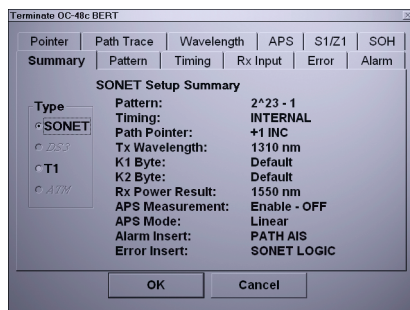 Terminate OC-48c BERT
Pointer Path Trace Wavelength APS S1/Z1 SOH
Summary Pattern Timing Rx Input Error Alarm
SONET Setup Summary
Type
SONET
DS3
T1
ATM
Pattern: 2^23 - 1
Timing: INTERNAL
Path Pointer: +1 INC
Tx Wavelength: 1310 nm
K1 Byte: Default
K2 Byte: Default
Rx Power Result: 1550 nm
APS Measurement: Enable - OFF
APS Mode: Linear
Alarm Insert: PATH AIS
Error Insert: SONET LOGIC
OK Cancel